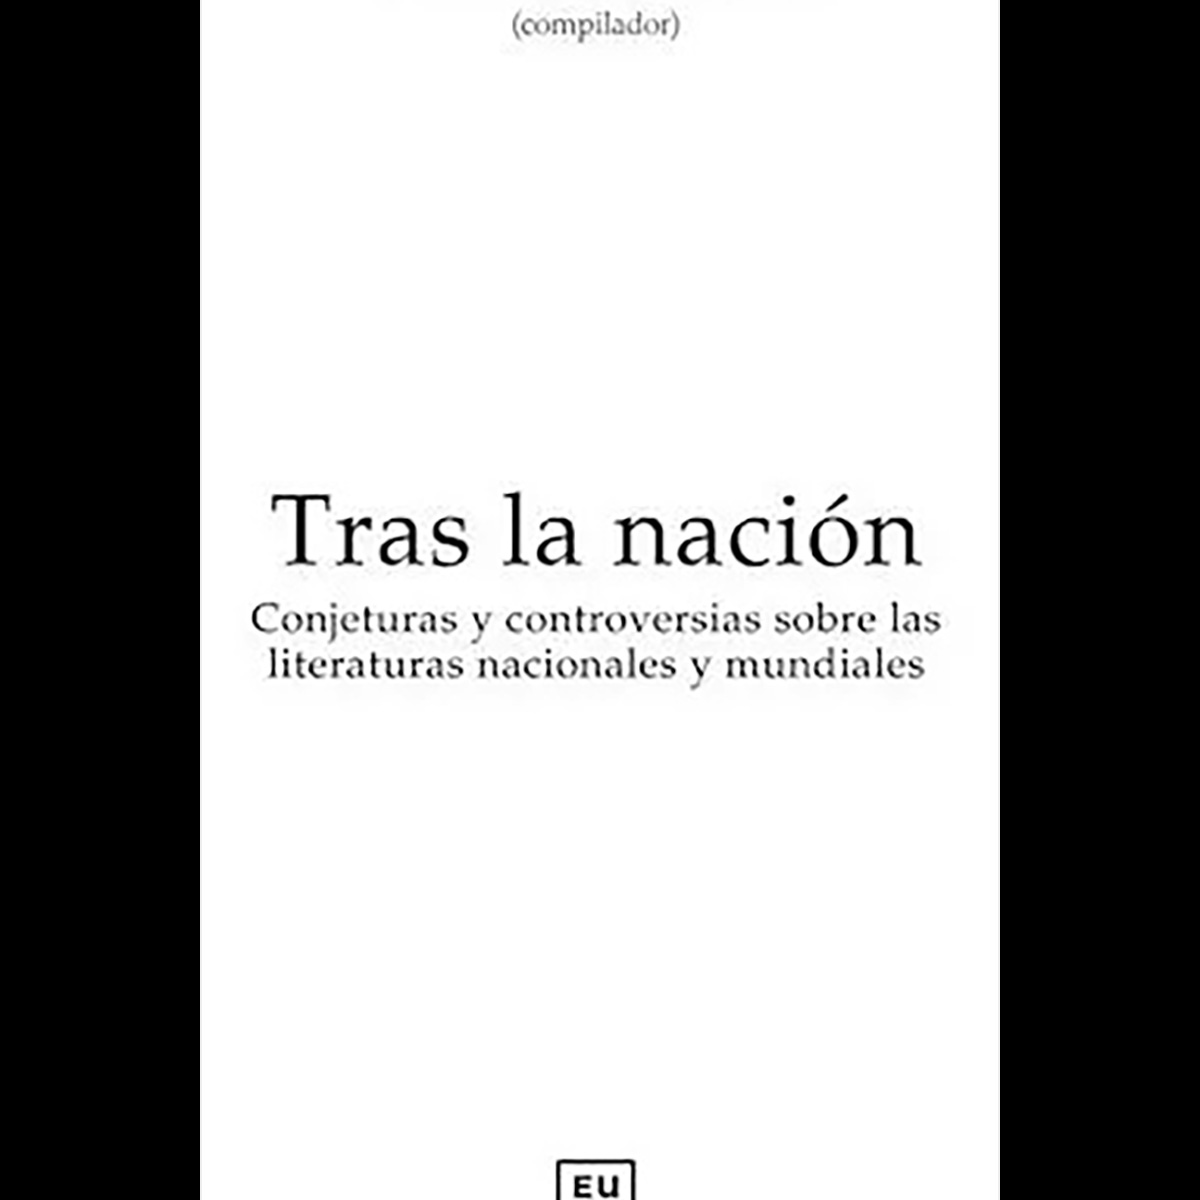 (compilador)
Tras la nación
Conjeturas y controversias sobre las
literaturas nacionales y mundiales
EU